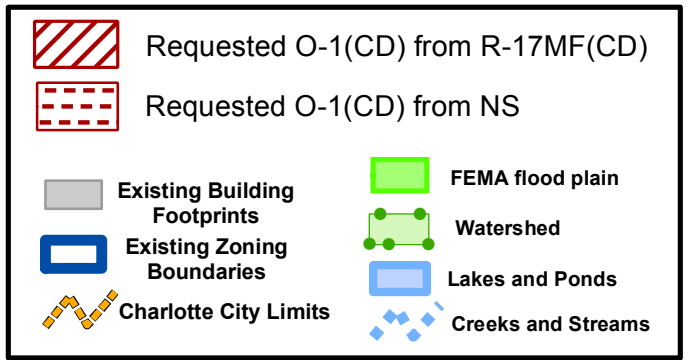 Requested O-1(CD) from R-17MF(CD)
Requested O-1(CD) from NS
Existing Building
Footprints
Existing Zoning
Boundaries
Charlotte City Limits
FEMA flood plain
Watershed
Lakes and Ponds
Creeks and Streams